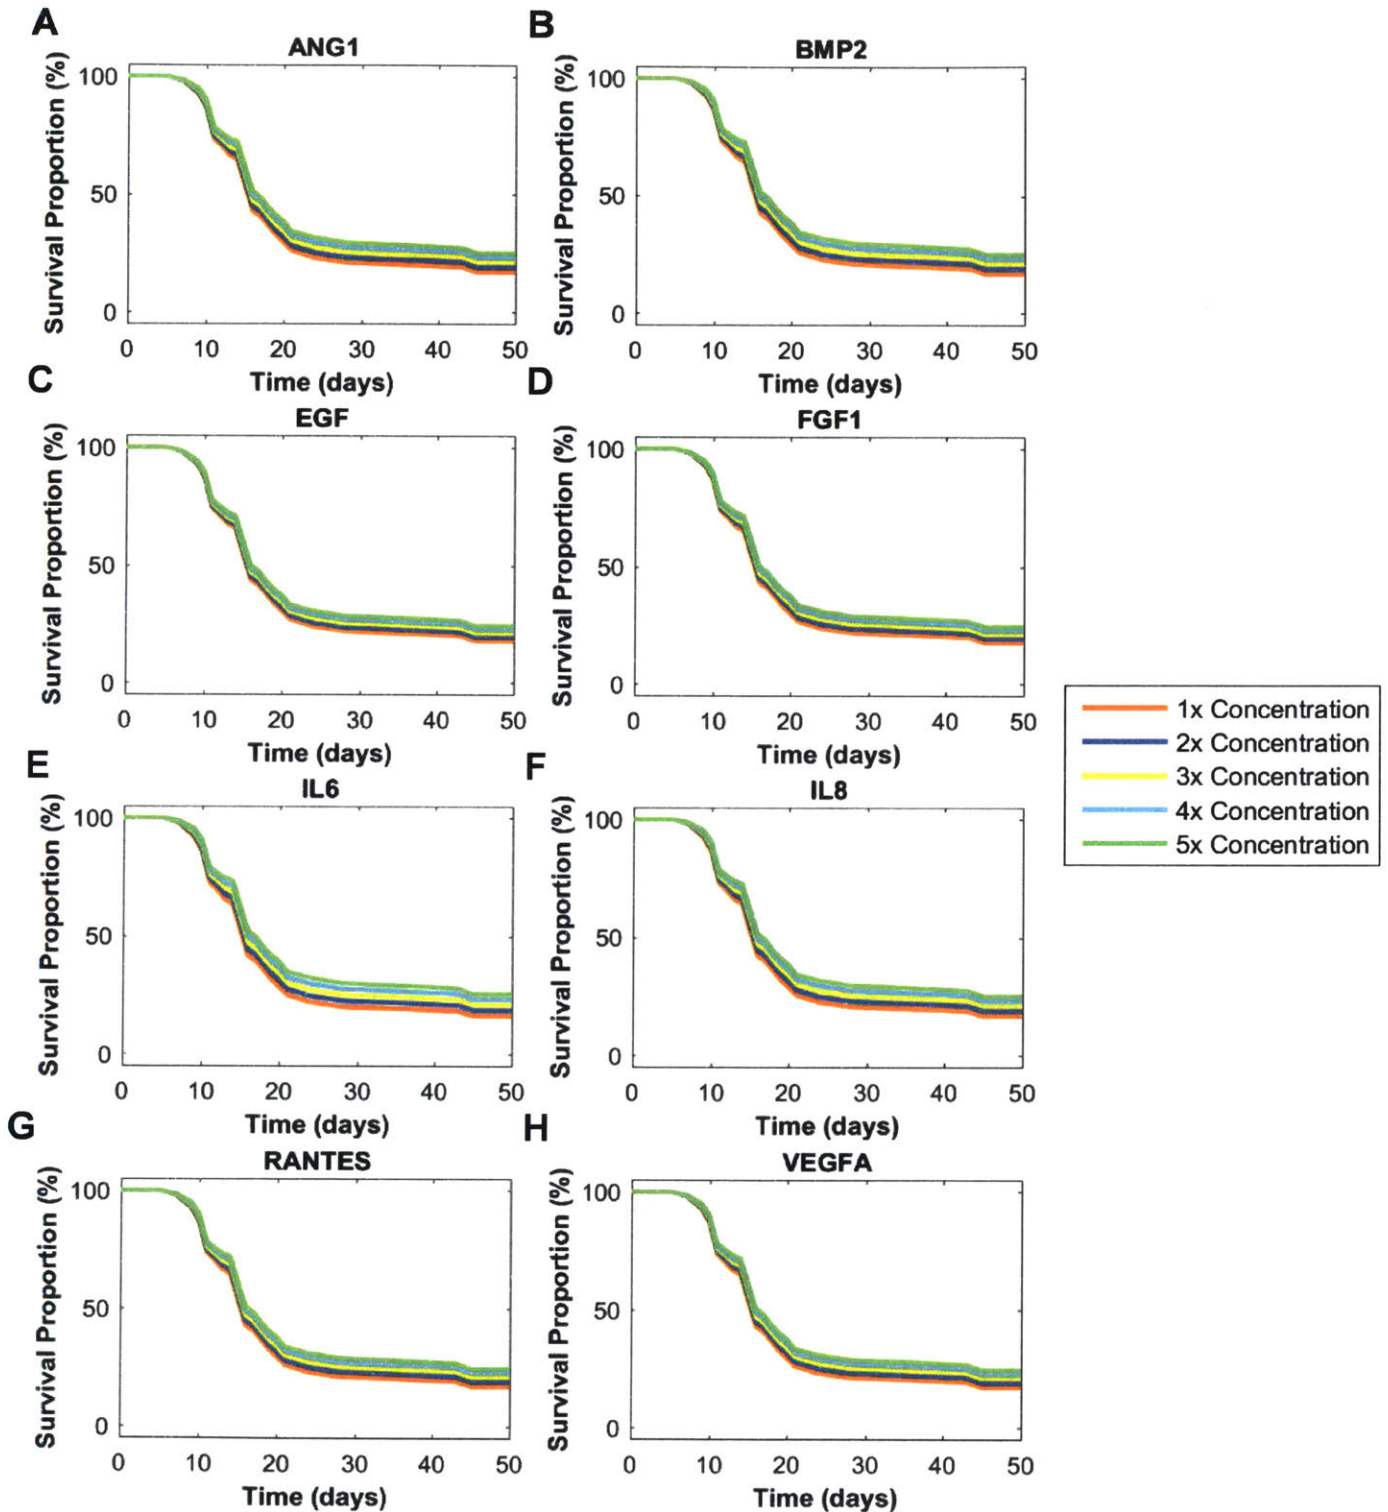 A
ANG1
Survival Proportion (%)
100
50
0
0 10 20 30 40 50
Time (days)
B
BMP2
Survival Proportion (%)
100
50
0
0 10 20 30 40 50
Time (days)
C
EGF
Survival Proportion (%)
100
50
0
0 10 20 30 40 50
Time (days)
D
FGF1
Survival Proportion (%)
100
50
0
0 10 20 30 40 50
Time (days)
1x Concentration
2x Concentration
3x Concentration
4x Concentration
5x Concentration
E
IL6
Survival Proportion (%)
100
50
0
0 10 20 30 40 50
Time (days)
F
IL8
Survival Proportion (%)
100
50
0
0 10 20 30 40 50
Time (days)
G
RANTES
Survival Proportion (%)
100
50
0
0 10 20 30 40 50
Time (days)
H
VEGFA
Survival Proportion (%)
100
50
0
0 10 20 30 40 50
Time (days)